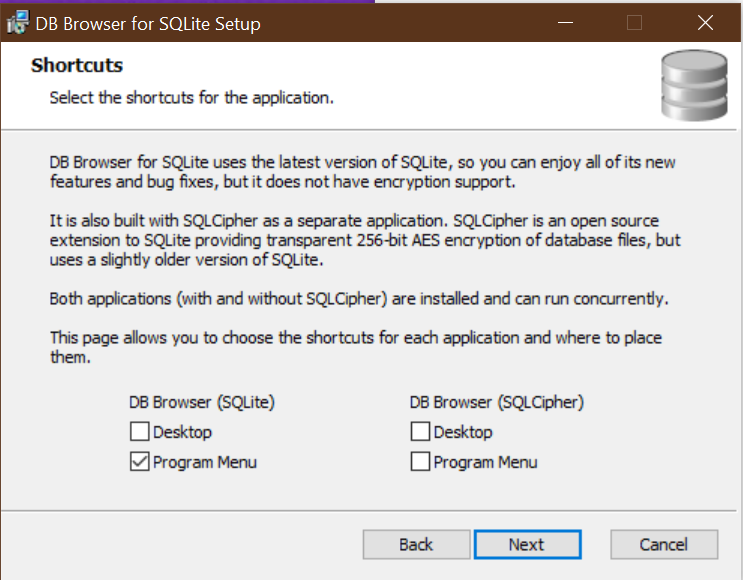 DB Browser for SQLite Setup
Shortcuts
Select the shortcuts for the application.
DB Browser for SQLite uses the latest version of SQLite, so you can enjoy all of its new
features and bug fixes, but it does not have encryption support.
It is also built with SQLCipher as a separate application. SQLCipher is an open source
extension to SQLite providing transparent 256-bit AES encryption of database files, but
uses a slightly older version of SQLite.
Both applications (with and without SQLCipher) are installed and can run concurrently.
This page allows you to choose the shortcuts for each application and where to place
them.
DB Browser (SQLite) DB Browser (SQLCipher)
Desktop Desktop
Program Menu Program Menu
Back Next Cancel